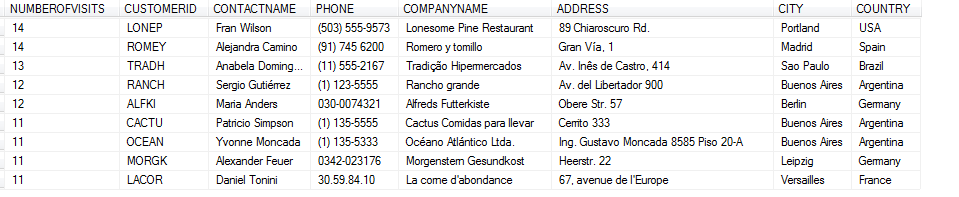 NUMBEROFVISITS CUSTOMERID CONTACTNAME PHONE COMPANYNAME ADDRESS CITY COUNTRY
14 LONEP Fran Wilson (503) 555-9573 Lonesome Pine Restaurant 89 Chiaroscuro Rd. Portland USA
14 ROMEY Alejandra Camino (91) 745 6200 Romero y tomillo Gran Vía, 1 Madrid Spain
13 TRADH Anabela Doming... (11) 555-2167 Tradição Hipermercados Av. Inês de Castro, 414 Sao Paulo Brazil
12 RANCH Sergio Gutiérrez (1) 123-5555 Rancho grande Av. del Libertador 900 Buenos Aires Argentina
12 ALFKI Maria Anders 030-0074321 Alfreds Futterkiste Obere Str. 57 Berlin Germany
11 CACTU Patricio Simpson (1) 135-5555 Cactus Comidas para llevar Cerrito 333 Buenos Aires Argentina
11 OCEAN Yvonne Moncada (1) 135-5333 Océano Atlántico Ltda. Ing. Gustavo Moncada 8585 Piso 20-A Buenos Aires Argentina
11 MORGK Alexander Feuer 0342-023176 Morgenstern Gesundkost Heerstr. 22 Leipzig Germany
11 LACOR Daniel Tonini 30.59.84.10 La corne d'abondance 67, avenue de l'Europe Versailles France